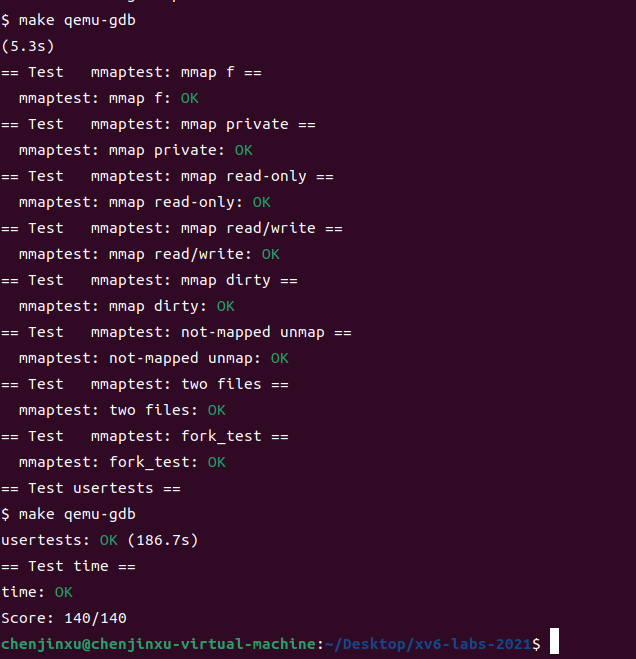 $ make qemu-gdb
(5.3s)
== Test   mmaptest: mmap f ==
  mmaptest: mmap f: OK
== Test   mmaptest: mmap private ==
  mmaptest: mmap private: OK
== Test   mmaptest: mmap read-only ==
  mmaptest: mmap read-only: OK
== Test   mmaptest: mmap read/write ==
  mmaptest: mmap read/write: OK
== Test   mmaptest: mmap dirty ==
  mmaptest: mmap dirty: OK
== Test   mmaptest: not-mapped unmap ==
  mmaptest: not-mapped unmap: OK
== Test   mmaptest: two files ==
  mmaptest: two files: OK
== Test   mmaptest: fork_test ==
  mmaptest: fork_test: OK
== Test usertests ==
$ make qemu-gdb
usertests: OK (186.7s)
== Test time ==
time: OK
Score: 140/140
chenjinxu@chenjinxu-virtual-machine:~/Desktop/xv6-labs-2021$